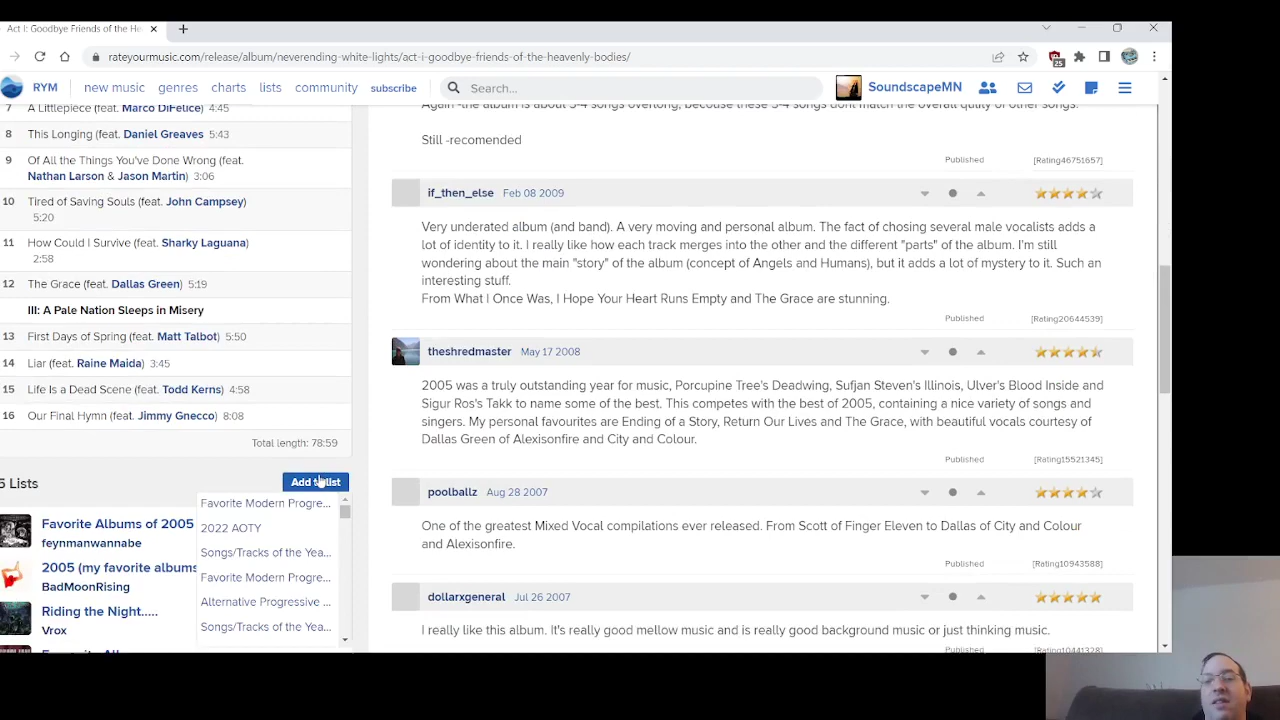 Act I: Goodbye Friends of the He
rateyourmusic.com/release/album/neverending-white-lights/act-i-goodbye-friends-of-the-heavenly-bodies/
25
RYM new music genres charts lists community subscribe Search... SoundscapeMN
7 A Littlepiece (feat. Marco DiFelice) 4:45
8 This Longing (feat. Daniel Greaves) 5:43
9 Of All the Things You've Done Wrong (feat.
Nathan Larson & Jason Martin) 3:06
10 Tired of Saving Souls (feat. John Campsey)
5:20
11 How Could I Survive (feat. Sharky Laguana)
2:58
12 The Grace (feat. Dallas Green) 5:19
III: A Pale Nation Sleeps in Misery
13 First Days of Spring (feat. Matt Talbot) 5:50
14 Liar (feat. Raine Maida) 3:45
15 Life Is a Dead Scene (feat. Todd Kerns) 4:58
16 Our Final Hymn (feat. Jimmy Gnecco) 8:08
Total length: 78:59
5 Lists
Add to list
Favorite Albums of 2005
feynmanwannabe
2005 (my favorite albums
BadMoonRising
Riding the Night.....
Vrox
Favorite Modern Progre...
2022 AOTY
Songs/Tracks of the Yea...
Favorite Modern Progre...
Alternative Progressive ...
Songs/Tracks of the Yea...
Again -the album is about 3-4 songs overlong, because these 3-4 songs dont match the overall quility of other songs.
Still -recomended
Published [Rating46751657]
if_then_else Feb 08 2009
Very underated album (and band). A very moving and personal album. The fact of chosing several male vocalists adds a
lot of identity to it. I really like how each track merges into the other and the different "parts" of the album. I'm still
wondering about the main "story" of the album (concept of Angels and Humans), but it adds a lot of mystery to it. Such an
interesting stuff.
From What I Once Was, I Hope Your Heart Runs Empty and The Grace are stunning.
Published [Rating20644539]
theshredmaster May 17 2008
2005 was a truly outstanding year for music, Porcupine Tree's Deadwing, Sufjan Steven's Illinois, Ulver's Blood Inside and
Sigur Ros's Takk to name some of the best. This competes with the best of 2005, containing a nice variety of songs and
singers. My personal favourites are Ending of a Story, Return Our Lives and The Grace, with beautiful vocals courtesy of
Dallas Green of Alexisonfire and City and Colour.
Published [Rating15521345]
poolballz Aug 28 2007
One of the greatest Mixed Vocal compilations ever released. From Scott of Finger Eleven to Dallas of City and Colour
and Alexisonfire.
Published [Rating10943588]
dollarxgeneral Jul 26 2007
I really like this album. It's really good mellow music and is really good background music or just thinking music.
Published [Rating10441328]